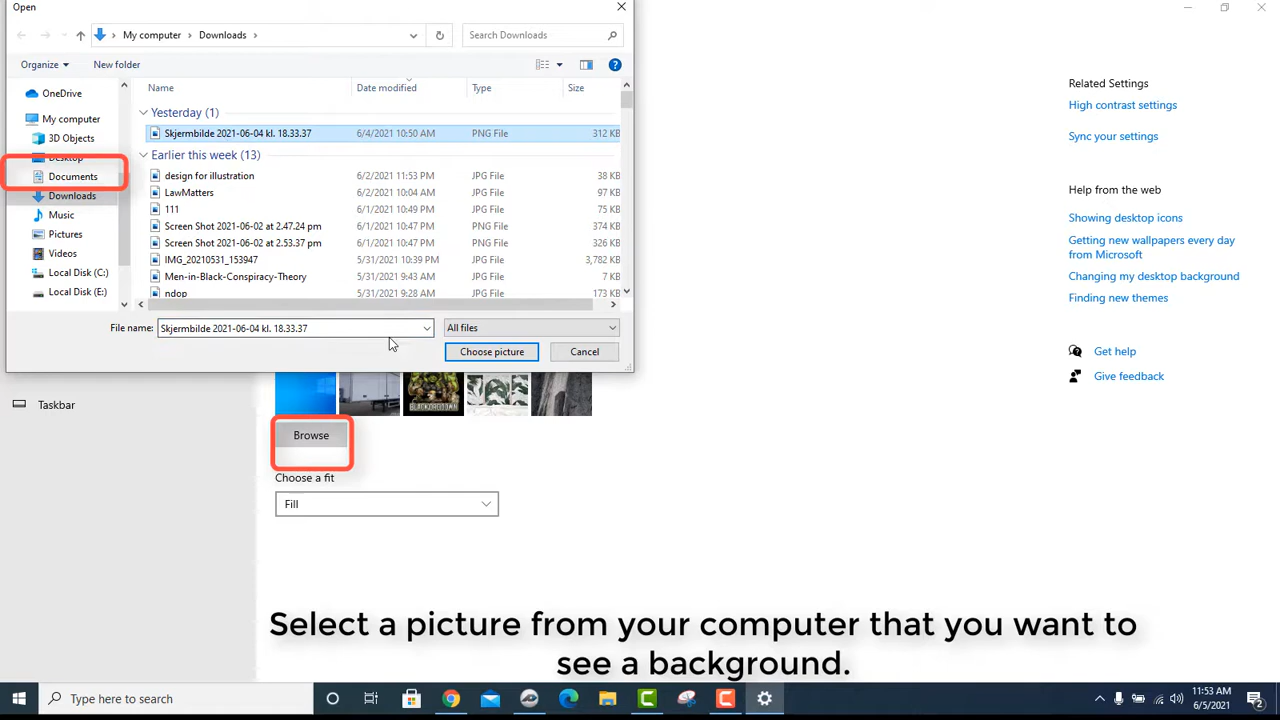 Open
My computer > Downloads >
Search Downloads
Organize
New folder
Name
Date modified
Type
Size
OneDrive
My computer
3D Objects
Desktop
Documents
Downloads
Music
Pictures
Videos
Local Disk (C:)
Local Disk (E:)
Yesterday (1)
Skjermbilde 2021-06-04 kl. 18.33.37 6/4/2021 10:50 AM PNG File 312 KB
Earlier this week (13)
design for illustration 6/2/2021 11:53 PM JPG File 38 KB
LawMatters 6/2/2021 10:04 AM JPG File 97 KB
111 6/1/2021 10:49 PM JPG File 75 KB
Screen Shot 2021-06-02 at 2.47.24 pm 6/1/2021 10:47 PM JPG File 374 KB
Screen Shot 2021-06-02 at 2.53.37 pm 6/1/2021 10:47 PM JPG File 326 KB
IMG_20210531_153947 5/31/2021 10:39 PM JPG File 3,782 KB
Men-in-Black-Conspiracy-Theory 5/31/2021 9:43 AM JPG File 7 KB
ndop 5/31/2021 9:28 AM JPG File 173 KB
File name: Skjermbilde 2021-06-04 kl. 18.33.37
All files
Choose picture
Cancel
Related Settings
High contrast settings
Sync your settings
Help from the web
Showing desktop icons
Getting new wallpapers every day
from Microsoft
Changing my desktop background
Finding new themes
Get help
Give feedback
Taskbar
Browse
Choose a fit
Fill
Select a picture from your computer that you want to
see a background.
Type here to search
11:53 AM
6/5/2021
2